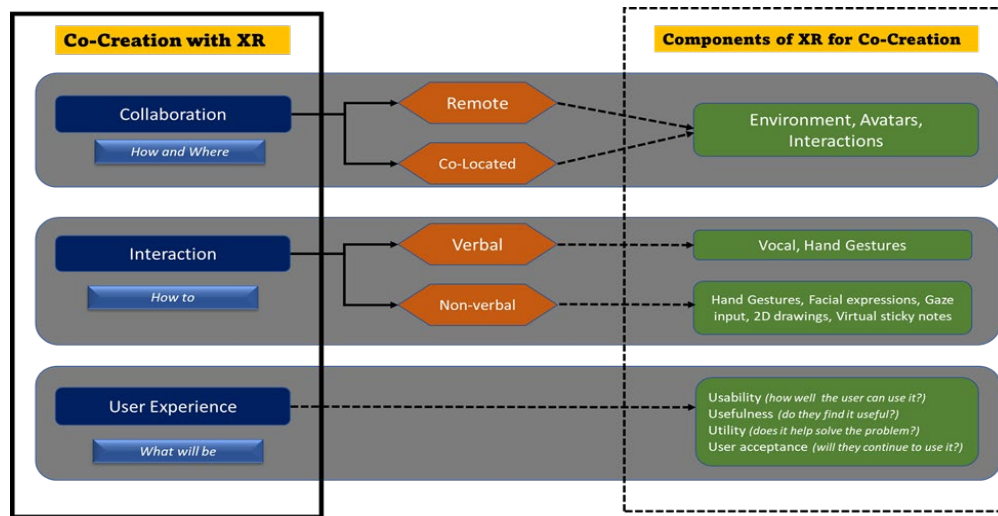 Co-Creation with XR
Components of XR for Co-Creation
Collaboration
How and Where
Remote
Co-Located
Environment, Avatars,
Interactions
Interaction
How to
Verbal
Non-verbal
Vocal, Hand Gestures
Hand Gestures, Facial expressions, Gaze
input, 2D drawings, Virtual sticky notes
User Experience
What will be
Usability (how well the user can use it?)
Usefulness (do they find it useful?)
Utility (does it help solve the problem?)
User acceptance (will they continue to use it?)